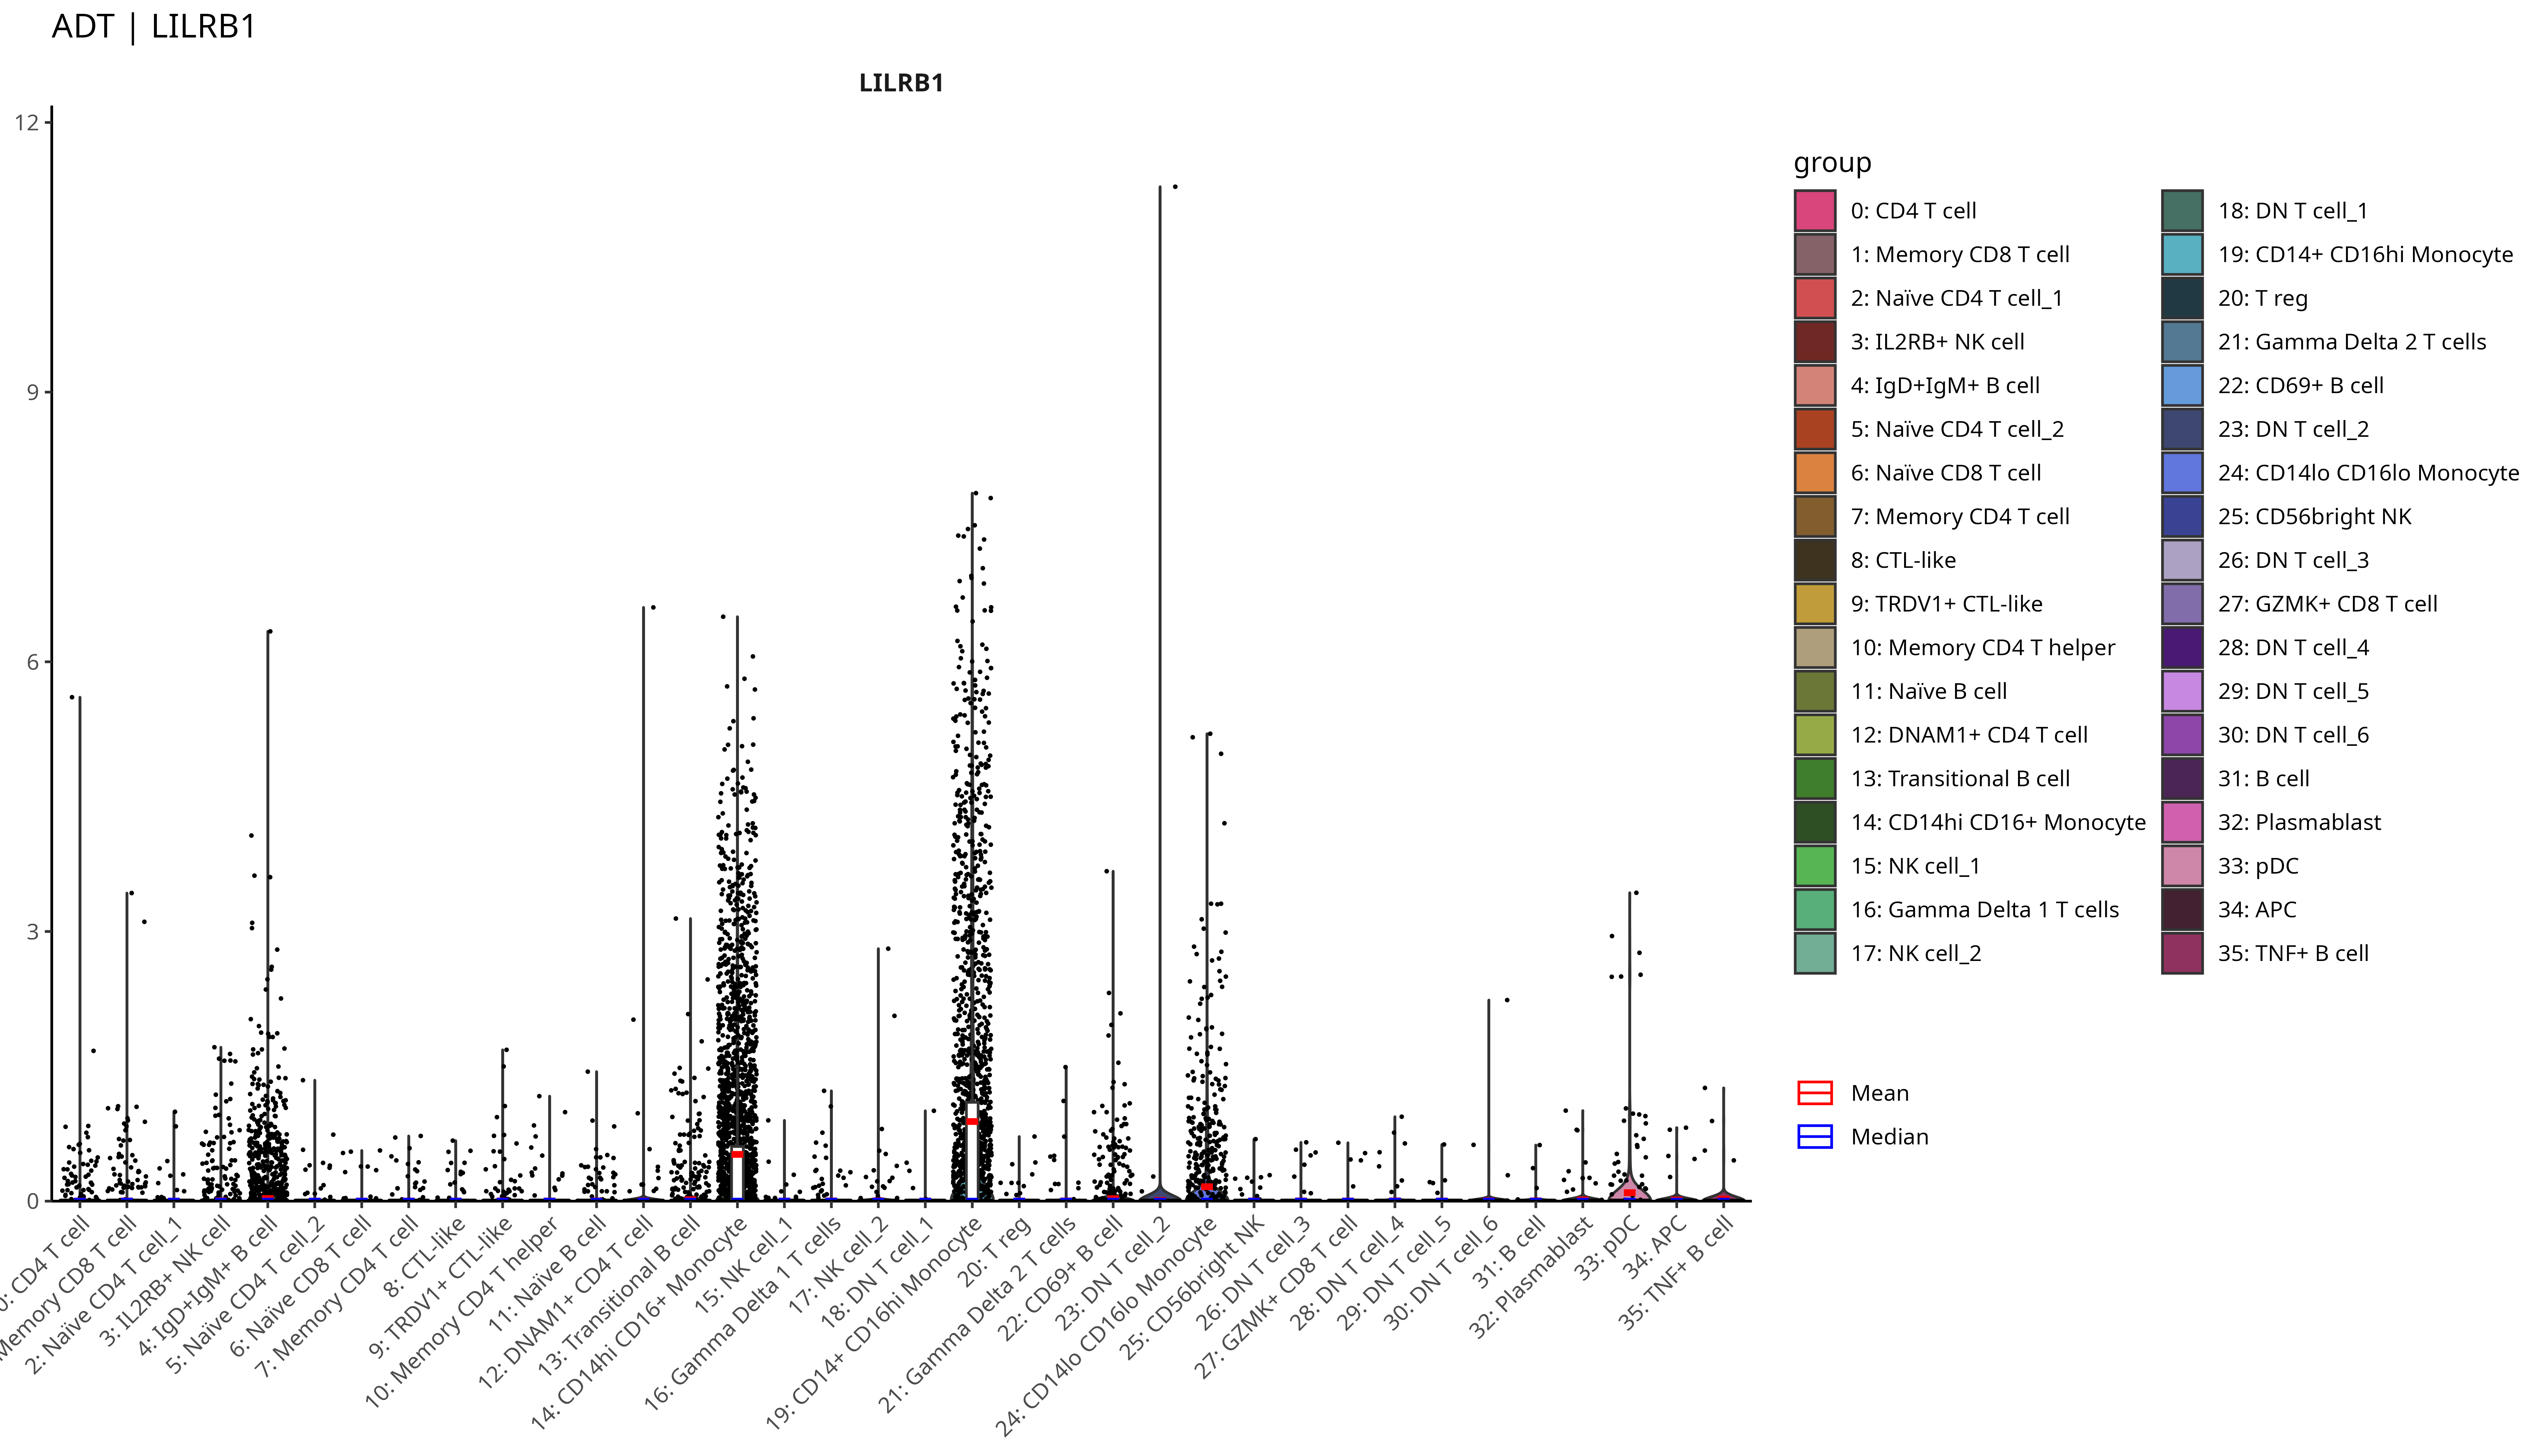 ADT | LILRB1
LILRB1
12
9
6
3
0
0: CD4 T cell
Memory CD8 T cell
2: Naïve CD4 T cell_1
3: IL2RB+ NK cell
4: IgD+IgM+ B cell
5: Naïve CD4 T cell_2
6: Naïve CD8 T cell
7: Memory CD4 T cell
8: CTL-like
9: TRDV1+ CTL-like
10: Memory CD4 T helper
11: Naïve B cell
12: DNAM1+ CD4 T cell
13: Transitional B cell
14: CD14hi CD16+ Monocyte
15: NK cell_1
16: Gamma Delta 1 T cells
17: NK cell_2
18: DN T cell_1
19: CD14+ CD16hi Monocyte
20: T reg
21: Gamma Delta 2 T cells
22: CD69+ B cell
23: DN T cell_2
24: CD14lo CD16lo Monocyte
25: CD56bright NK
26: DN T cell_3
27: GZMK+ CD8 T cell
28: DN T cell_4
29: DN T cell_5
30: DN T cell_6
31: B cell
32: Plasmablast
33: pDC
34: APC
35: TNF+ B cell
group
0: CD4 T cell
1: Memory CD8 T cell
2: Naïve CD4 T cell_1
3: IL2RB+ NK cell
4: IgD+IgM+ B cell
5: Naïve CD4 T cell_2
6: Naïve CD8 T cell
7: Memory CD4 T cell
8: CTL-like
9: TRDV1+ CTL-like
10: Memory CD4 T helper
11: Naïve B cell
12: DNAM1+ CD4 T cell
13: Transitional B cell
14: CD14hi CD16+ Monocyte
15: NK cell_1
16: Gamma Delta 1 T cells
17: NK cell_2
18: DN T cell_1
19: CD14+ CD16hi Monocyte
20: T reg
21: Gamma Delta 2 T cells
22: CD69+ B cell
23: DN T cell_2
24: CD14lo CD16lo Monocyte
25: CD56bright NK
26: DN T cell_3
27: GZMK+ CD8 T cell
28: DN T cell_4
29: DN T cell_5
30: DN T cell_6
31: B cell
32: Plasmablast
33: pDC
34: APC
35: TNF+ B cell
Mean
Median